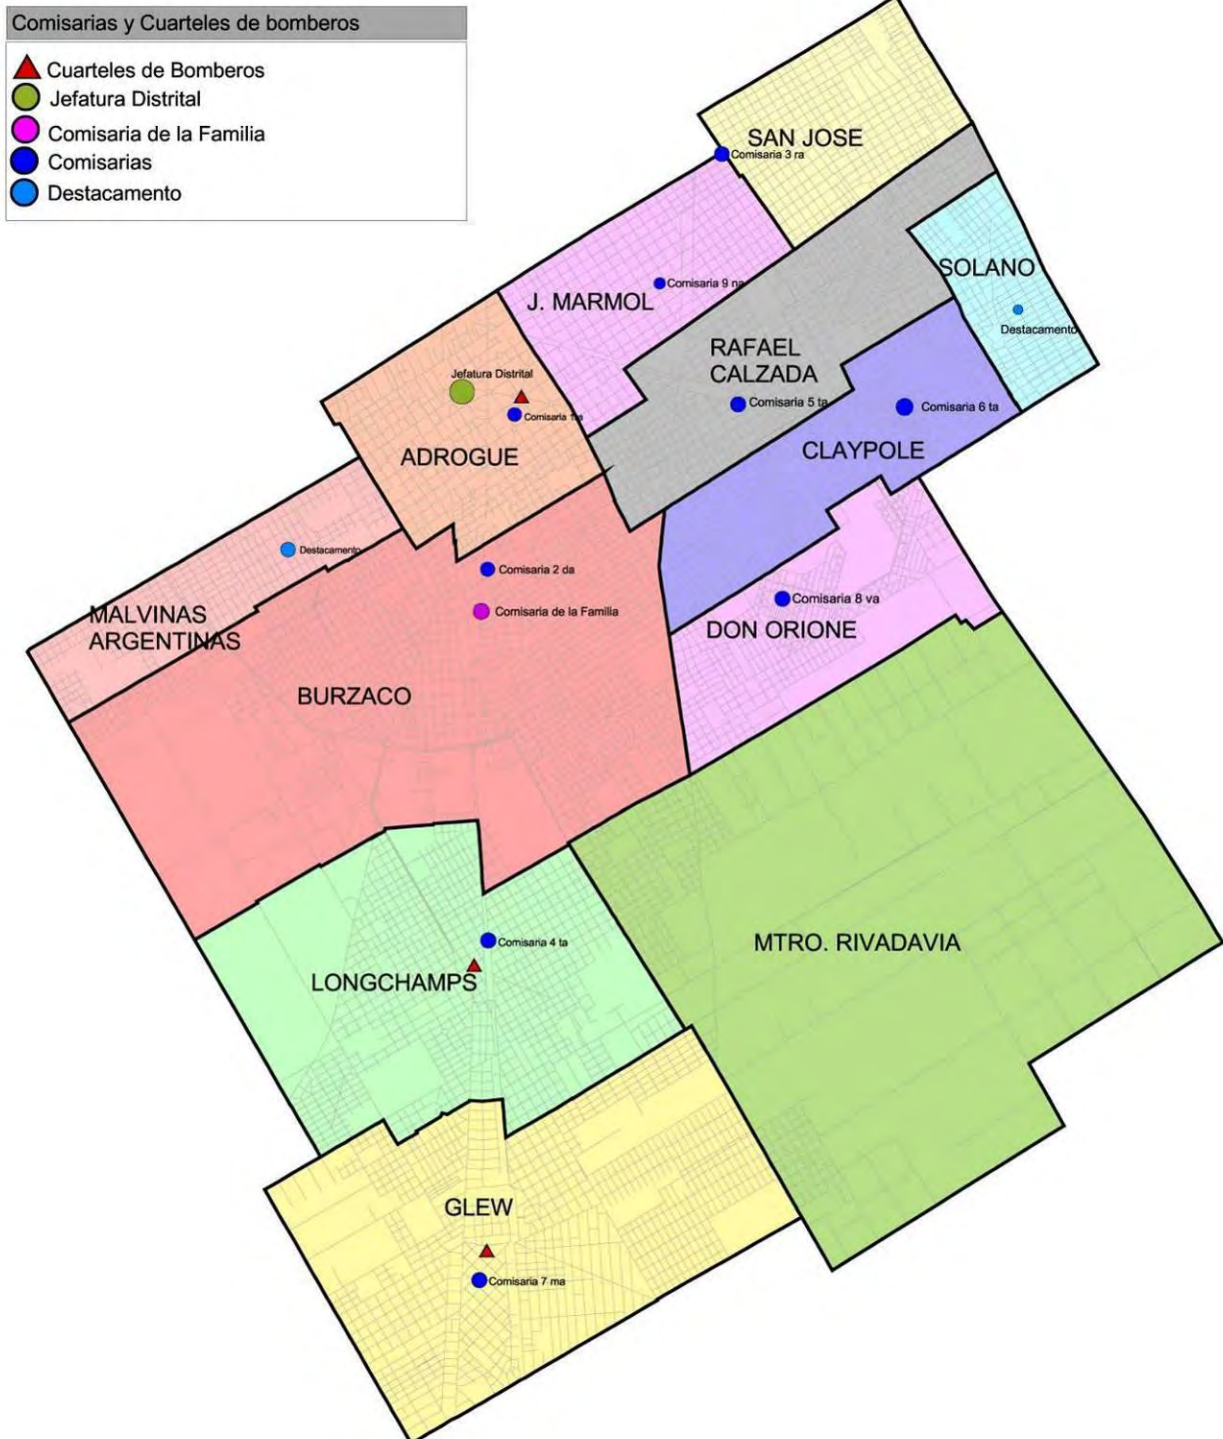 Comisarias y Cuarteles de bomberos
Cuarteles de Bomberos
Jefatura Distrital
Comisaria de la Familia
Comisarias
Destacamento
SAN JOSE
Comisaria 3 ra
SOLANO
Comisaria 9 na
J. MARMOL
Destacamento
RAFAEL
CALZADA
Jefatura Distrital
Comisaria 5 ta
Comisaria 6 ta
Comisaria 1 ra
CLAYPOLE
ADROGUE
Destacamento
Comisaria 2 da
Comisaria 8 va
Comisaria de la Familia
MALVINAS
ARGENTINAS
DON ORIONE
BURZACO
Comisaria 4 ta
MTRO. RIVADAVIA
LONGCHAMPS
GLEW
Comisaria 7 ma